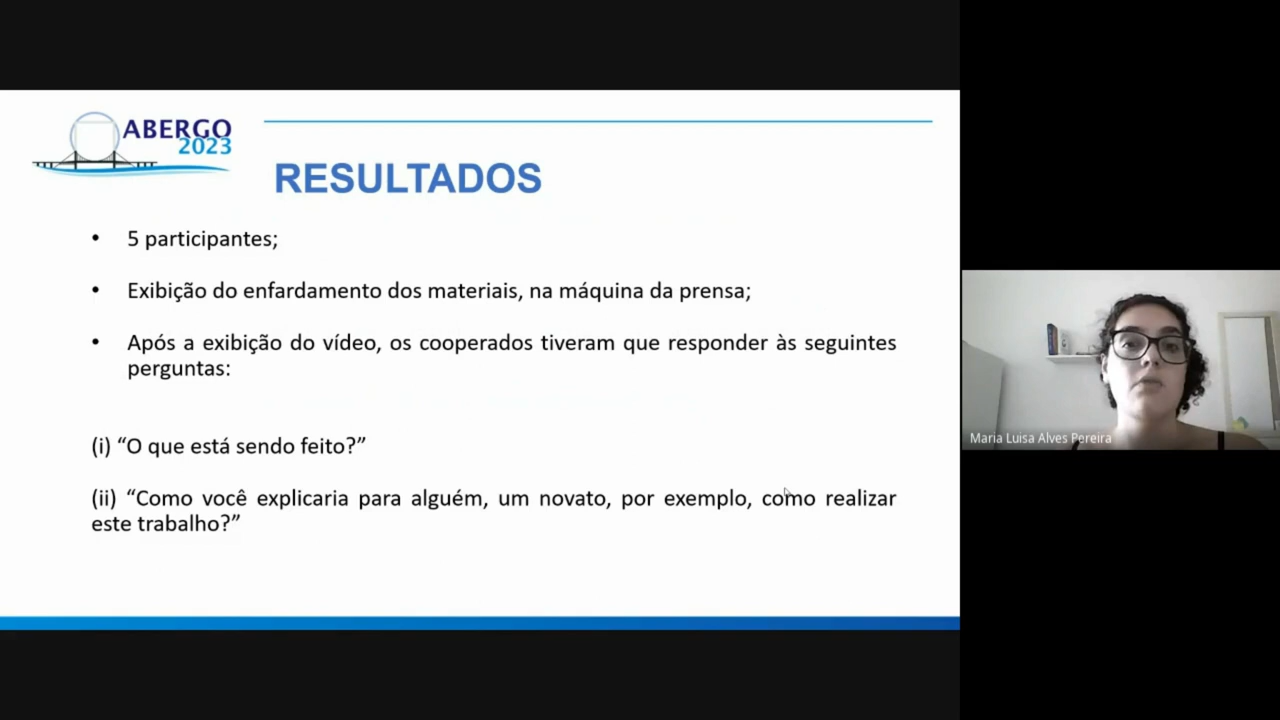 ABERGO
2023
RESULTADOS
• 5 participantes;
• Exibição do enfardamento dos materiais, na máquina da prensa;
• Após a exibição do vídeo, os cooperados tiveram que responder às seguintes
perguntas:
(i) “O que está sendo feito?”
(ii) “Como você explicaria para alguém, um novato, por exemplo, como realizar
este trabalho?”
Maria Luisa Alves Pereira